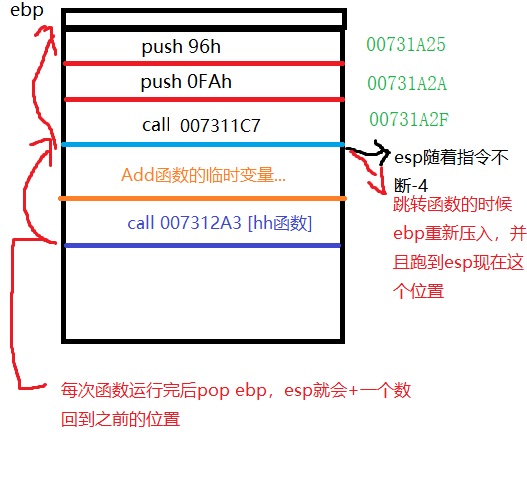 ebp
push 96h
00731A25
push 0FAh
00731A2A
call 007311C7
00731A2F
esp随着指令不
断-4
Add函数的临时变量...
跳转函数的时候
ebp重新压入，并
且跑到esp现在这
个位置
call 007312A3 [hh函数]
每次函数运行完后pop ebp，esp就会+一个数
回到之前的位置